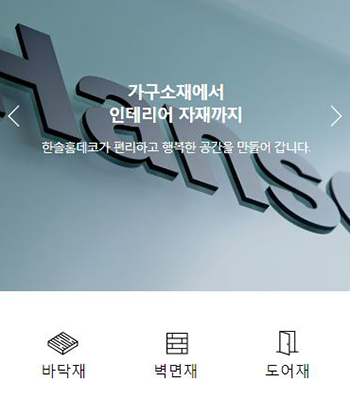 Hanso
가구소재에서
인테리어 자재까지
한솔홈데코가 편리하고 행복한 공간을 만들어 갑니다.
바닥재
벽면재
도어재